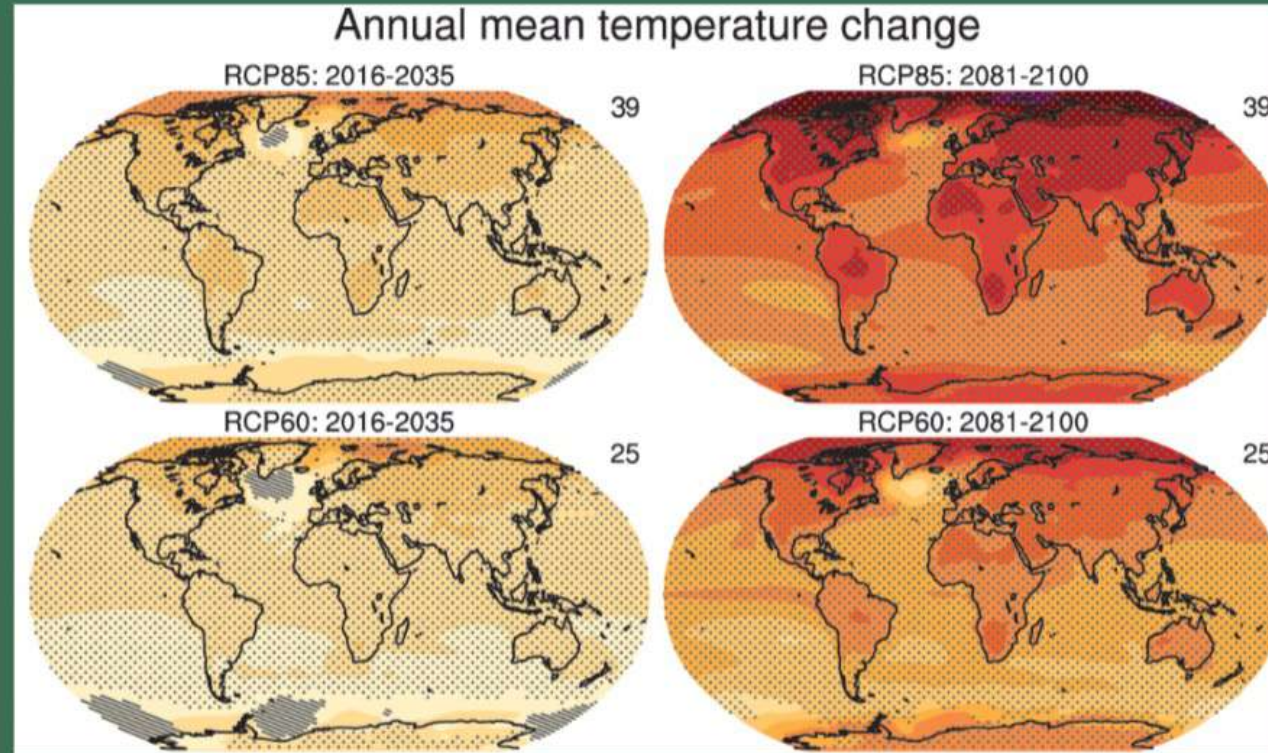 Annual mean temperature change
RCP85: 2016-2035
39
RCP85: 2081-2100
39
RCP60: 2016-2035
25
RCP60: 2081-2100
25